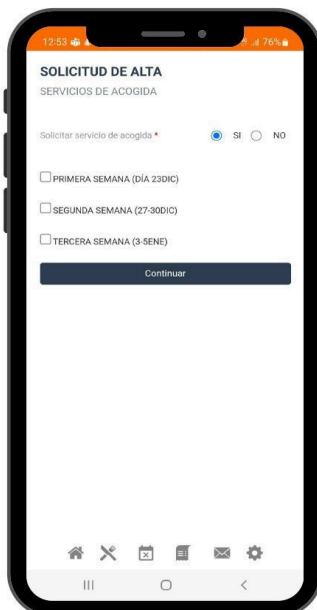 12:53
76%
SOLICITUD DE ALTA
SERVICIOS DE ACOGIDA
Solicitar servicio de acogida *
SI
NO
PRIMERA SEMANA (DÍA 23DIC)
SEGUNDA SEMANA (27-30DIC)
TERCERA SEMANA (3-5ENE)
Continuar